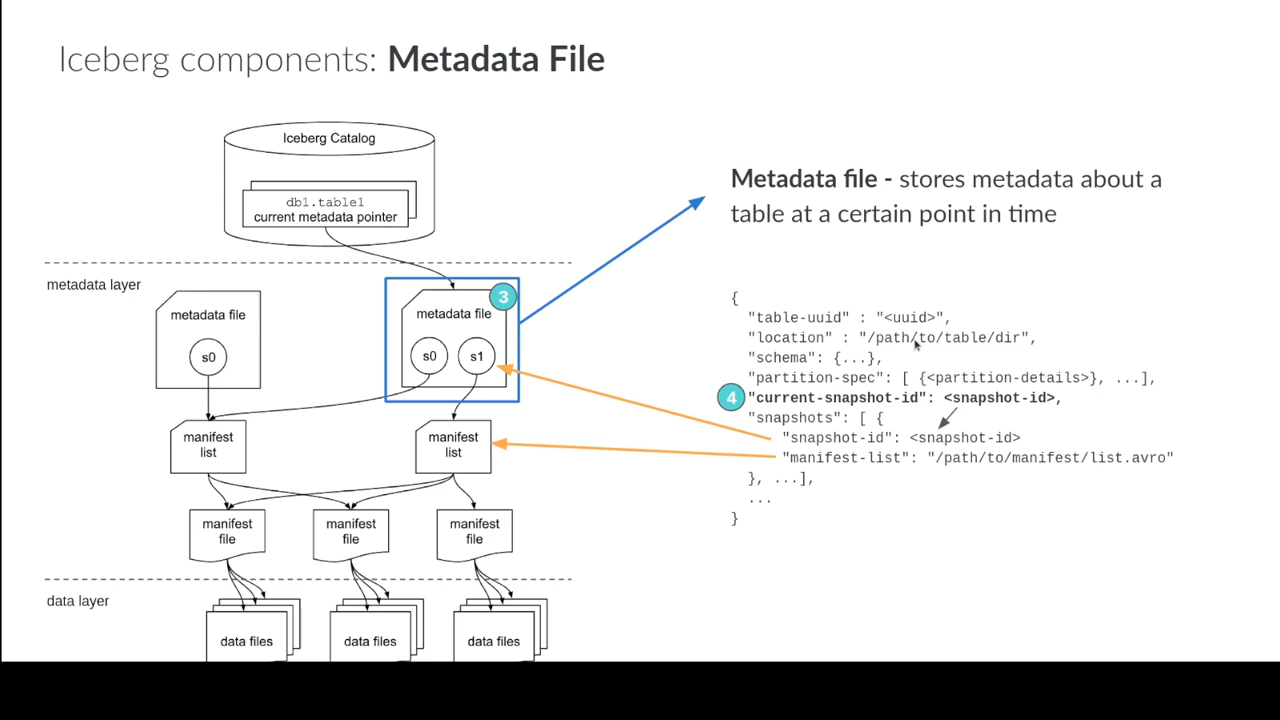 Iceberg components: Metadata File
Iceberg Catalog
db1.table1
current metadata pointer
metadata layer
metadata file
s0
3
metadata file
s0
s1
manifest
list
manifest
list
manifest
file
manifest
file
manifest
file
data layer
data files
data files
data files
Metadata file - stores metadata about a
table at a certain point in time
{
"table-uuid" : "<uuid>",
"location" : "/path/to/table/dir",
"schema": {...},
"partition-spec": [ {<partition-details>}, ...],
4
"current-snapshot-id": <snapshot-id>,
"snapshots": [ {
"snapshot-id": <snapshot-id>
"manifest-list": "/path/to/manifest/list.avro"
}, ...],
...
}